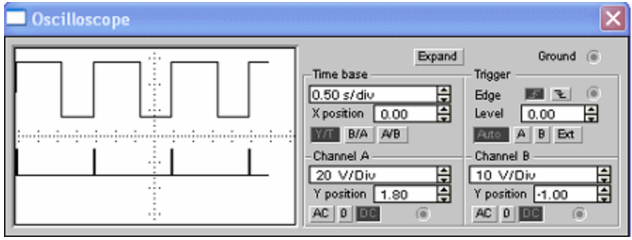 Oscilloscope
Expand Ground
Time base Trigger
0.50 s/div Edge
X position 0.00 Level 0.00
Y/T B/A A/B Auto A B Ext
Channel A Channel B
20 V/Div 10 V/Div
Y position 1.80 Y position -1.00
AC 0 DC AC 0 DC